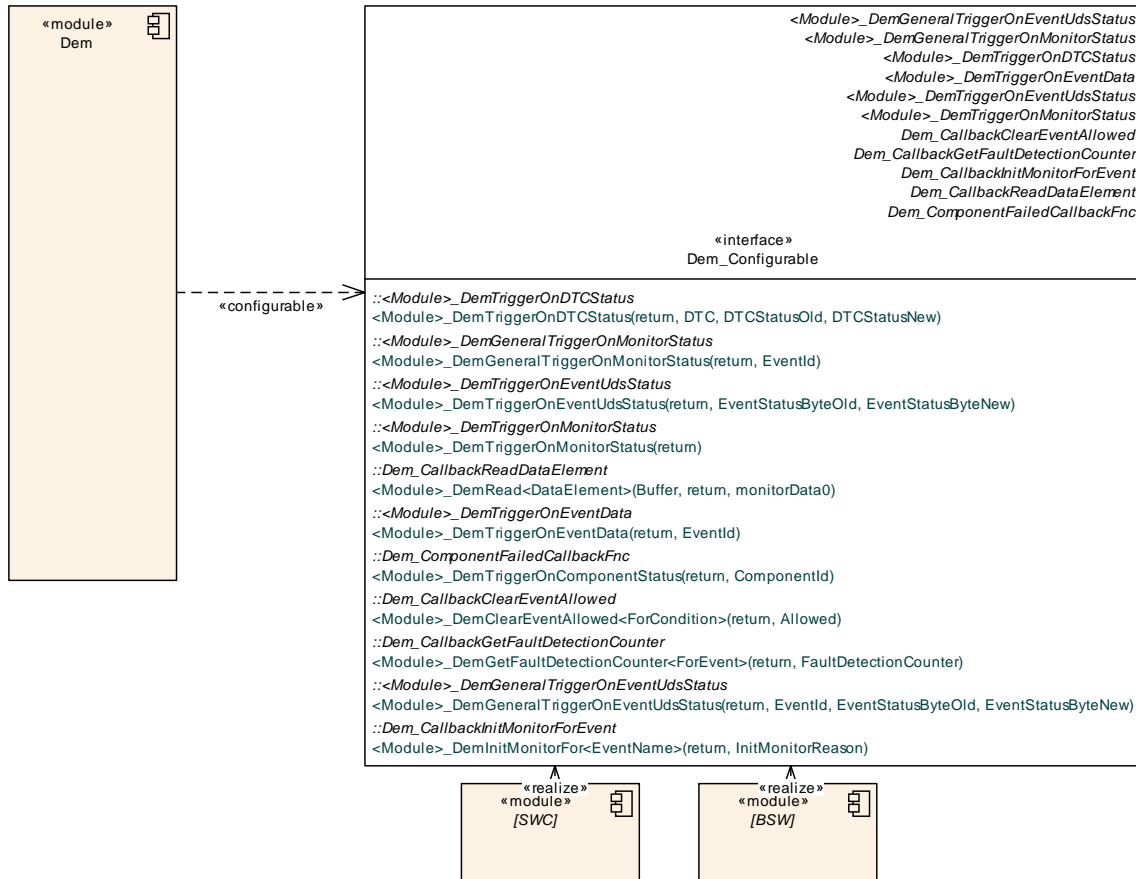 «module»
Dem
<Module>_DemGeneralTriggerOnEventUdsStatus
<Module>_DemGeneralTriggerOnMonitorStatus
<Module>_DemTriggerOnDTCStatus
<Module>_DemTriggerOnEventData
<Module>_DemTriggerOnEventUdsStatus
<Module>_DemTriggerOnMonitorStatus
Dem_CallbackClearEventAllowed
Dem_CallbackGetFaultDetectionCounter
Dem_CallbackInitMonitorForEvent
Dem_CallbackReadDataElement
Dem_ComponentFailedCallbackFnc
«interface»
Dem_Configurable
«configurable»
::<Module>_DemTriggerOnDTCStatus
<Module>_DemTriggerOnDTCStatus(return, DTC, DTCStatusOld, DTCStatusNew)
::<Module>_DemGeneralTriggerOnMonitorStatus
<Module>_DemGeneralTriggerOnMonitorStatus(return, EventId)
::<Module>_DemTriggerOnEventUdsStatus
<Module>_DemTriggerOnEventUdsStatus(return, EventStatusByteOld, EventStatusByteNew)
::<Module>_DemTriggerOnMonitorStatus
<Module>_DemTriggerOnMonitorStatus(return)
::Dem_CallbackReadDataElement
<Module>_DemRead<DataElement>(Buffer, return, monitorData0)
::<Module>_DemTriggerOnEventData
<Module>_DemTriggerOnEventData(return, EventId)
::Dem_ComponentFailedCallbackFnc
<Module>_DemTriggerOnComponentStatus(return, ComponentId)
::Dem_CallbackClearEventAllowed
<Module>_DemClearEventAllowed<ForCondition>(return, Allowed)
::Dem_CallbackGetFaultDetectionCounter
<Module>_DemGetFaultDetectionCounter<ForEvent>(return, FaultDetectionCounter)
::<Module>_DemGeneralTriggerOnEventUdsStatus
<Module>_DemGeneralTriggerOnEventUdsStatus(return, EventId, EventStatusByteOld, EventStatusByteNew)
::Dem_CallbackInitMonitorForEvent
<Module>_DemInitMonitorFor<EventName>(return, InitMonitorReason)
«realize»
«module»
[SWC]
«realize»
«module»
[BSW]